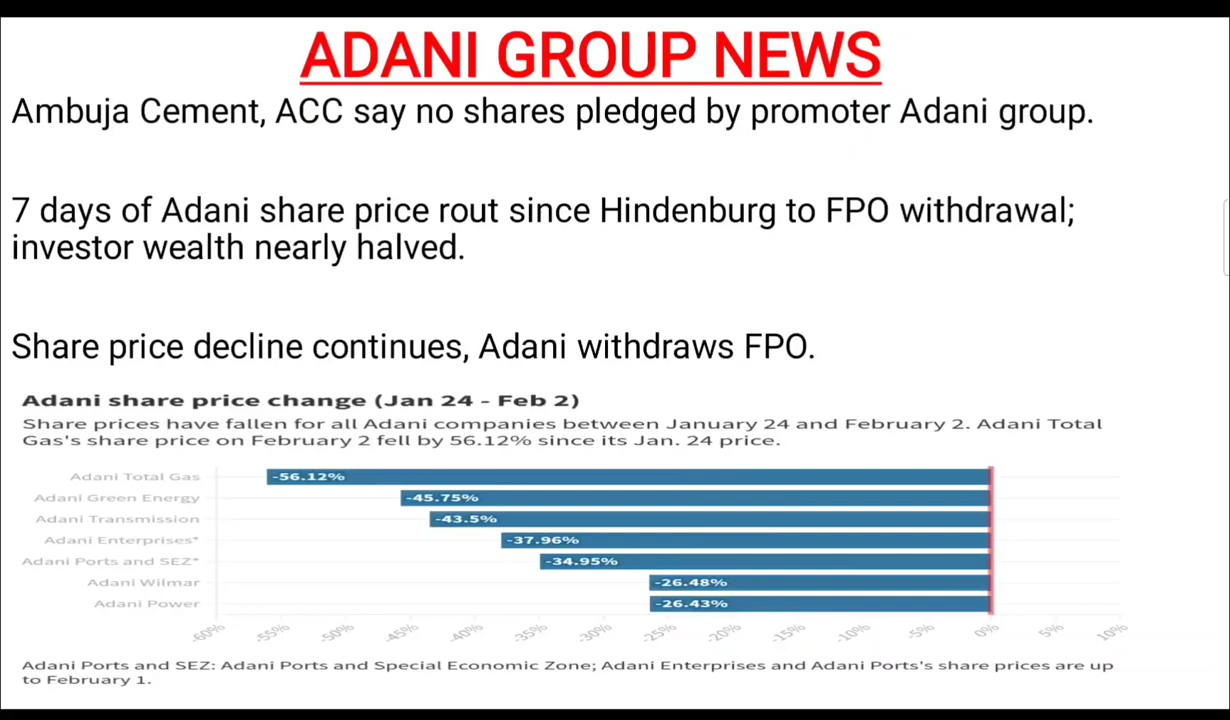 ADANI GROUP NEWS
Ambuja Cement, ACC say no shares pledged by promoter Adani group.
7 days of Adani share price rout since Hindenburg to FPO withdrawal;
investor wealth nearly halved.
Share price decline continues, Adani withdraws FPO.
Adani share price change (Jan 24 - Feb 2)
Share prices have fallen for all Adani companies between January 24 and February 2. Adani Total
Gas's share price on February 2 fell by 56.12% since its Jan. 24 price.
Adani Total Gas -56.12%
Adani Green Energy -45.75%
Adani Transmission -43.5%
Adani Enterprises* -37.96%
Adani Ports and SEZ* -34.95%
Adani Wilmar -26.48%
Adani Power -26.43%
-60% -55% -50% -45% -40% -35% -30% -25% -20% -15% -10% -5% 0% 5% 10%
Adani Ports and SEZ: Adani Ports and Special Economic Zone; Adani Enterprises and Adani Ports's share prices are up
to February 1.